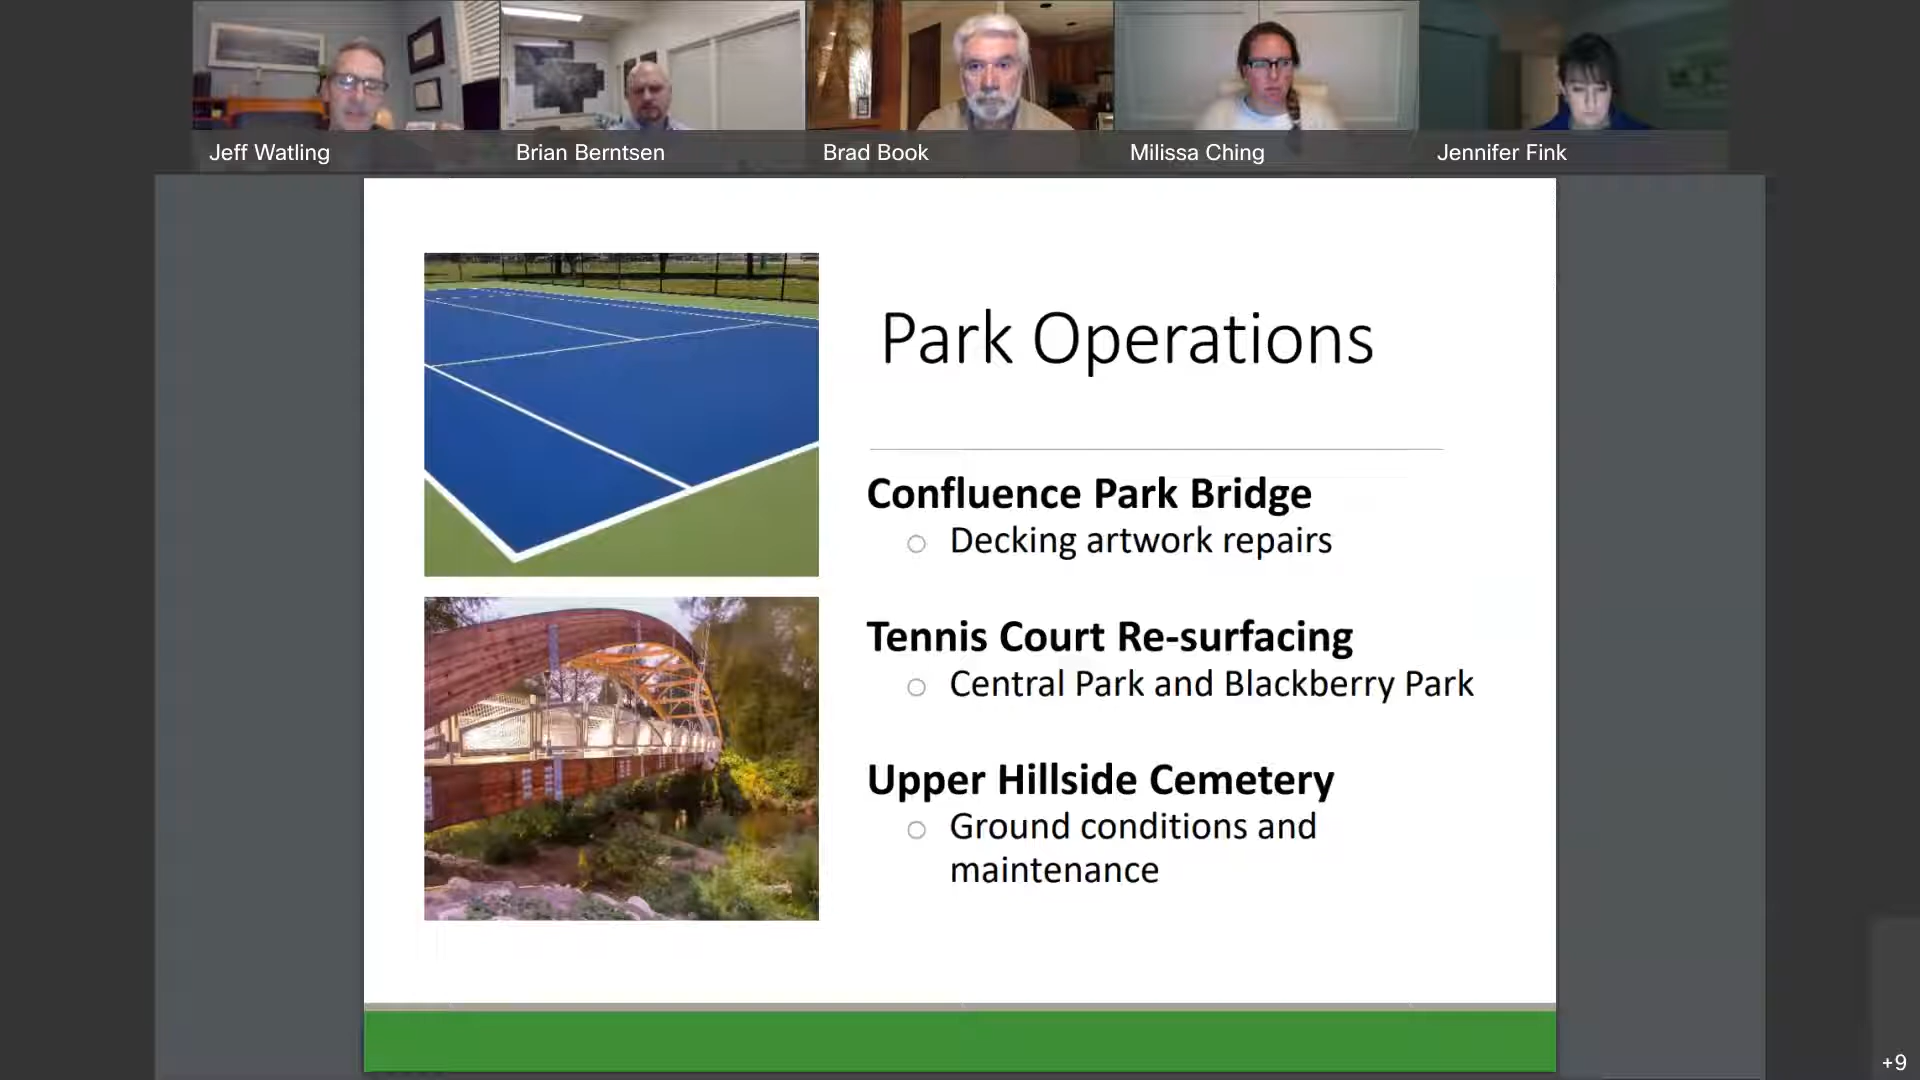 Jeff Watling
Brian Berntsen
Brad Book
Milissa Ching
Jennifer Fink
Park Operations
Confluence Park Bridge
Decking artwork repairs
Tennis Court Re-surfacing
Central Park and Blackberry Park
Upper Hillside Cemetery
Ground conditions and
maintenance
+9